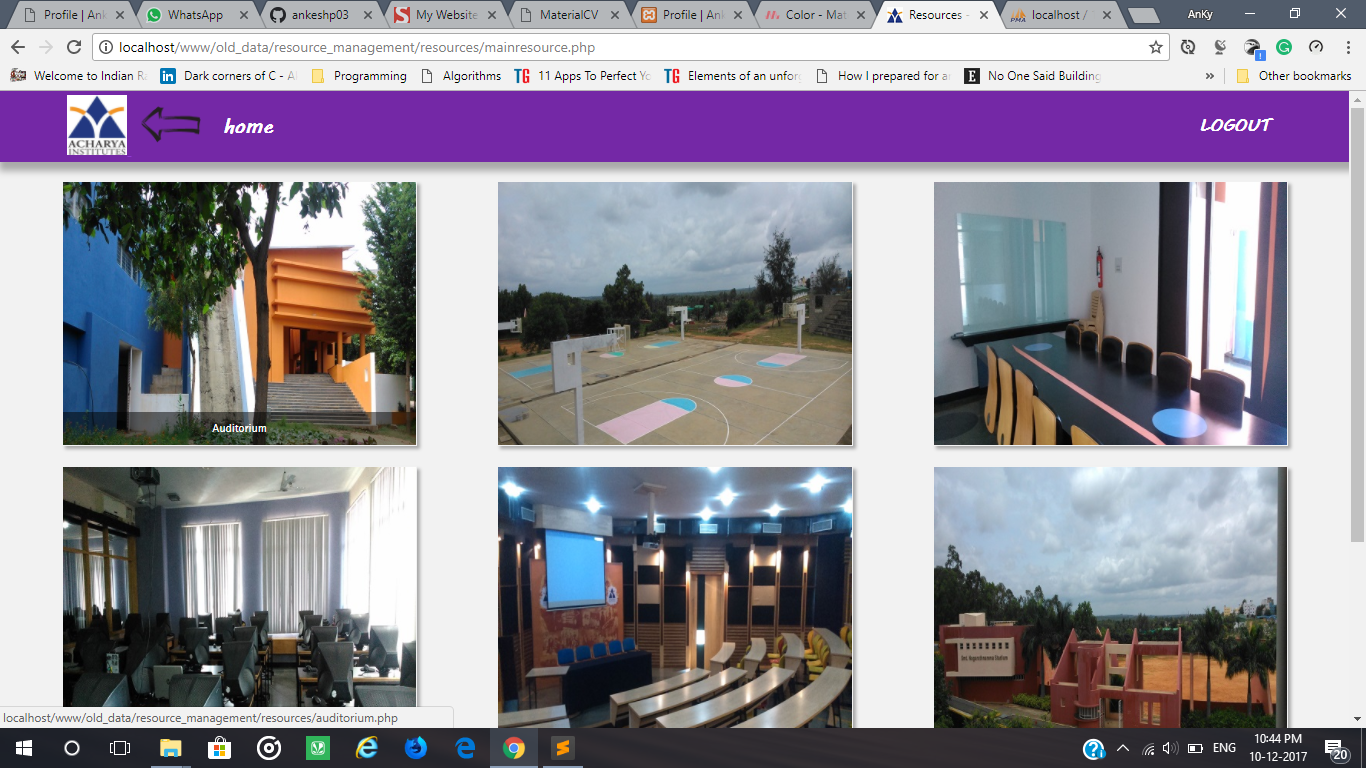 Profile | Ank
WhatsApp
ankeshp03
My Website
MaterialCV
Profile | Ank
Color - Mat
Resources -
localhost /
AnKy
localhost/www/old_data/resource_management/resources/mainresource.php
Welcome to Indian Ra
Dark corners of C - Al
Programming
Algorithms
11 Apps To Perfect Yo
Elements of an unforg
How I prepared for an
No One Said Building
»
Other bookmarks
ACHARYA
INSTITUTES
home
LOGOUT
Auditorium
localhost/www/old_data/resource_management/resources/auditorium.php
ENG
10:44 PM
10-12-2017
20